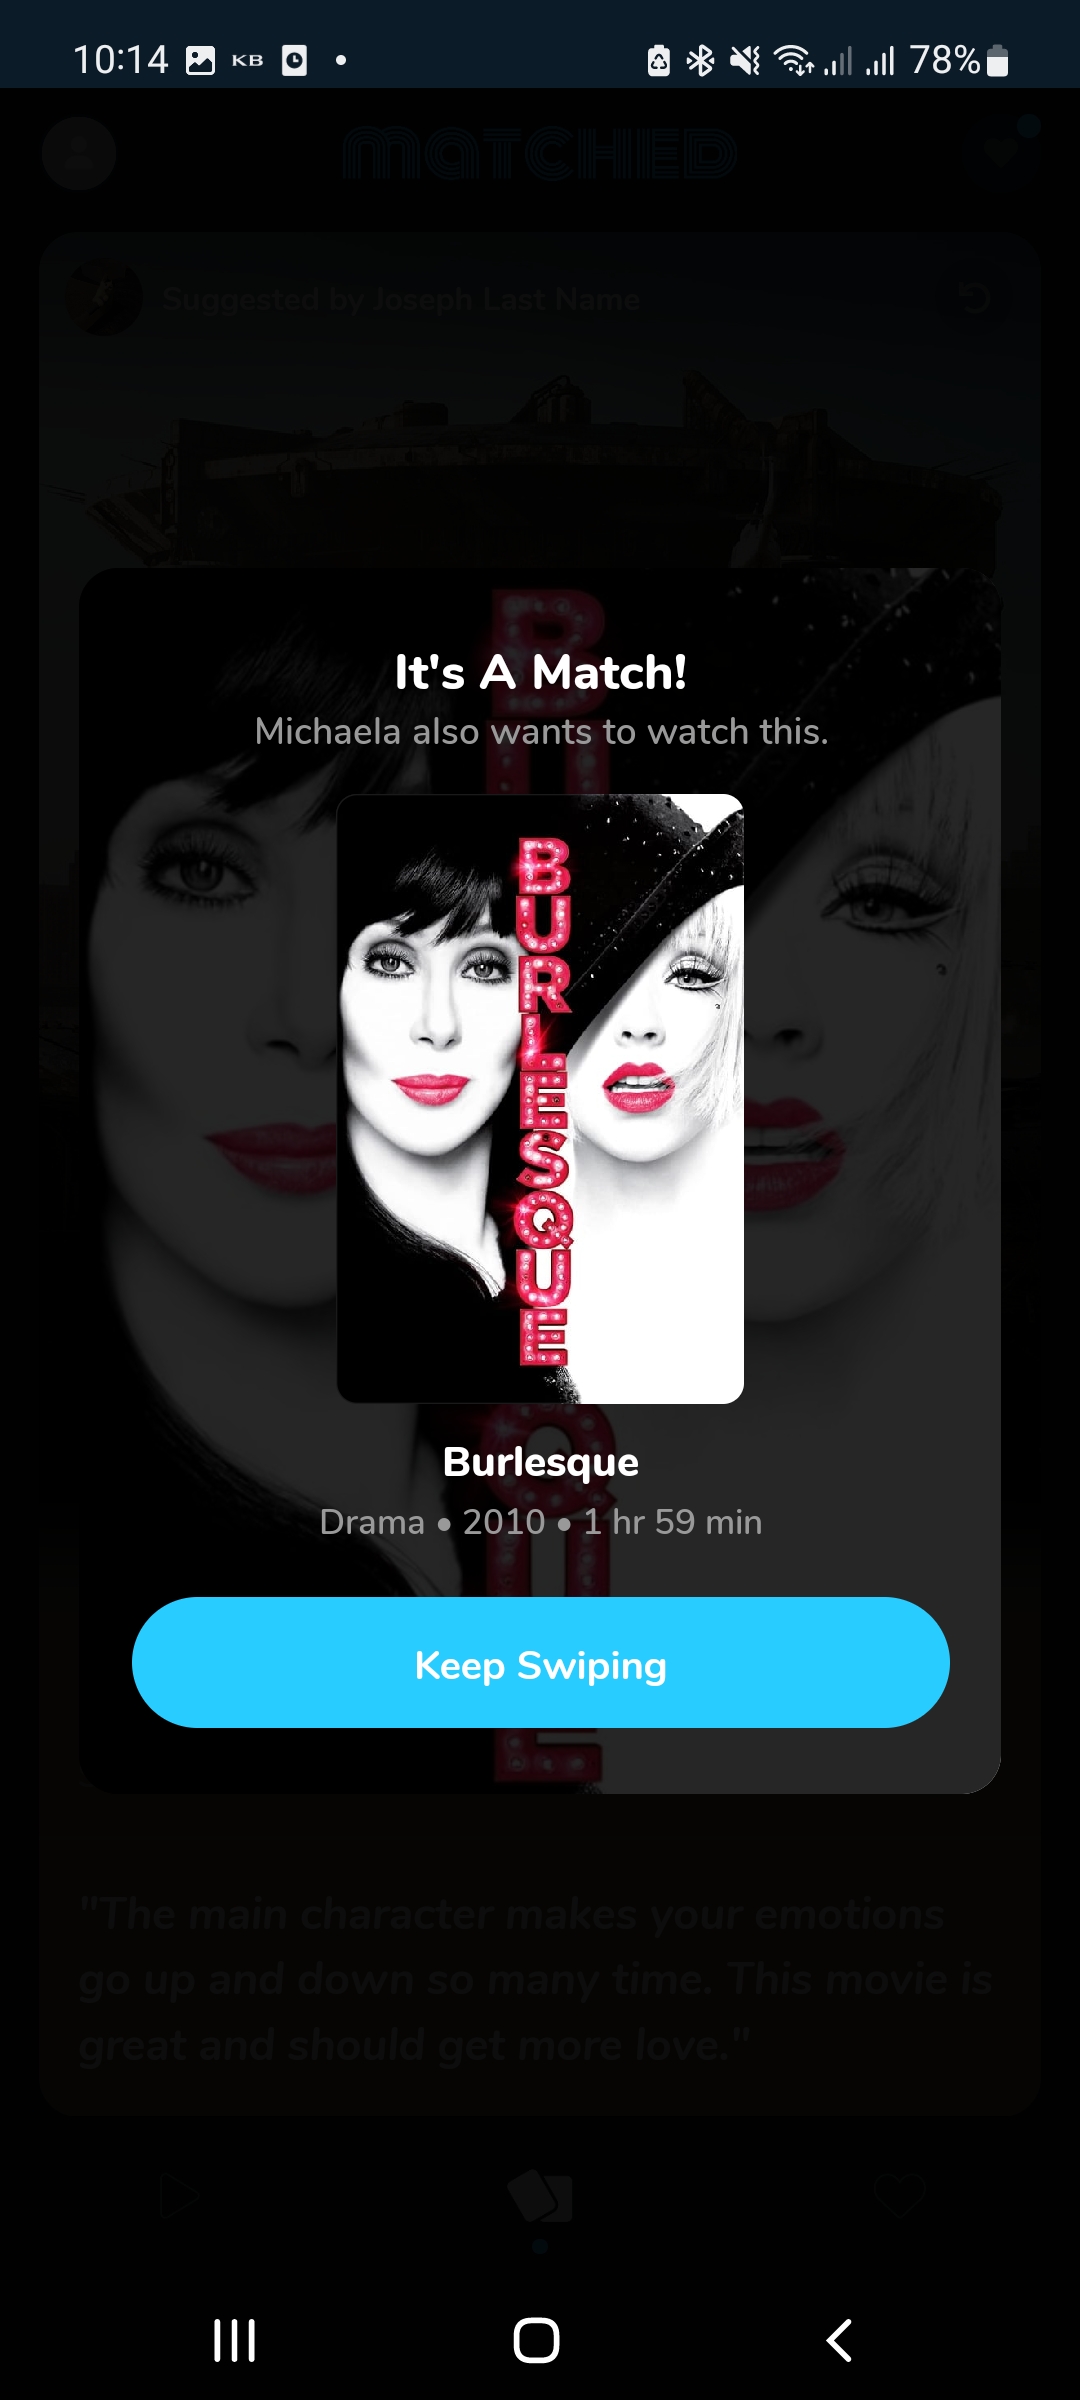 10:14 KB 78%
MATCHED
Suggested by Joseph Last Name
It's A Match!
Michaela also wants to watch this.
BURLESQUE
Burlesque
Drama • 2010 • 1 hr 59 min
Keep Swiping
"The main character makes your emotions
go up and down so many time. This movie is
great and should get more love."